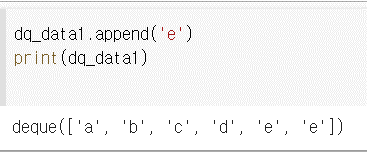 dq_data1.append('e')
print(dq_data1)
deque(['a', 'b', 'c', 'd', 'e', 'e'])